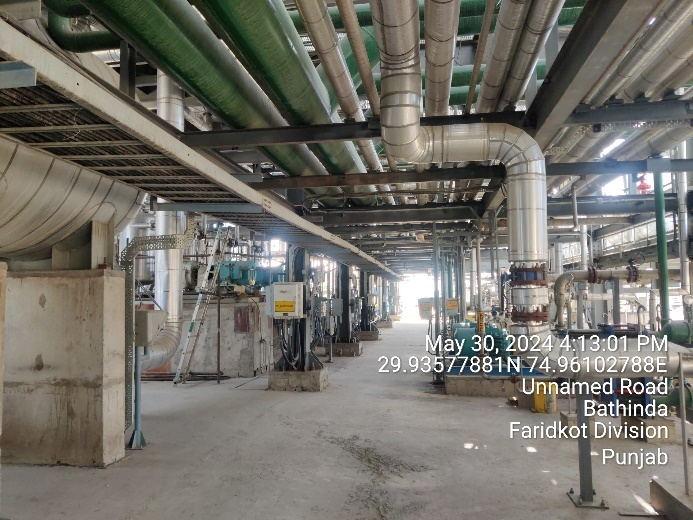 May 30, 2024 4:13:01 PM
29.93577881N 74.96102788E
Unnamed Road
Bathinda
Faridkot Division
Punjab